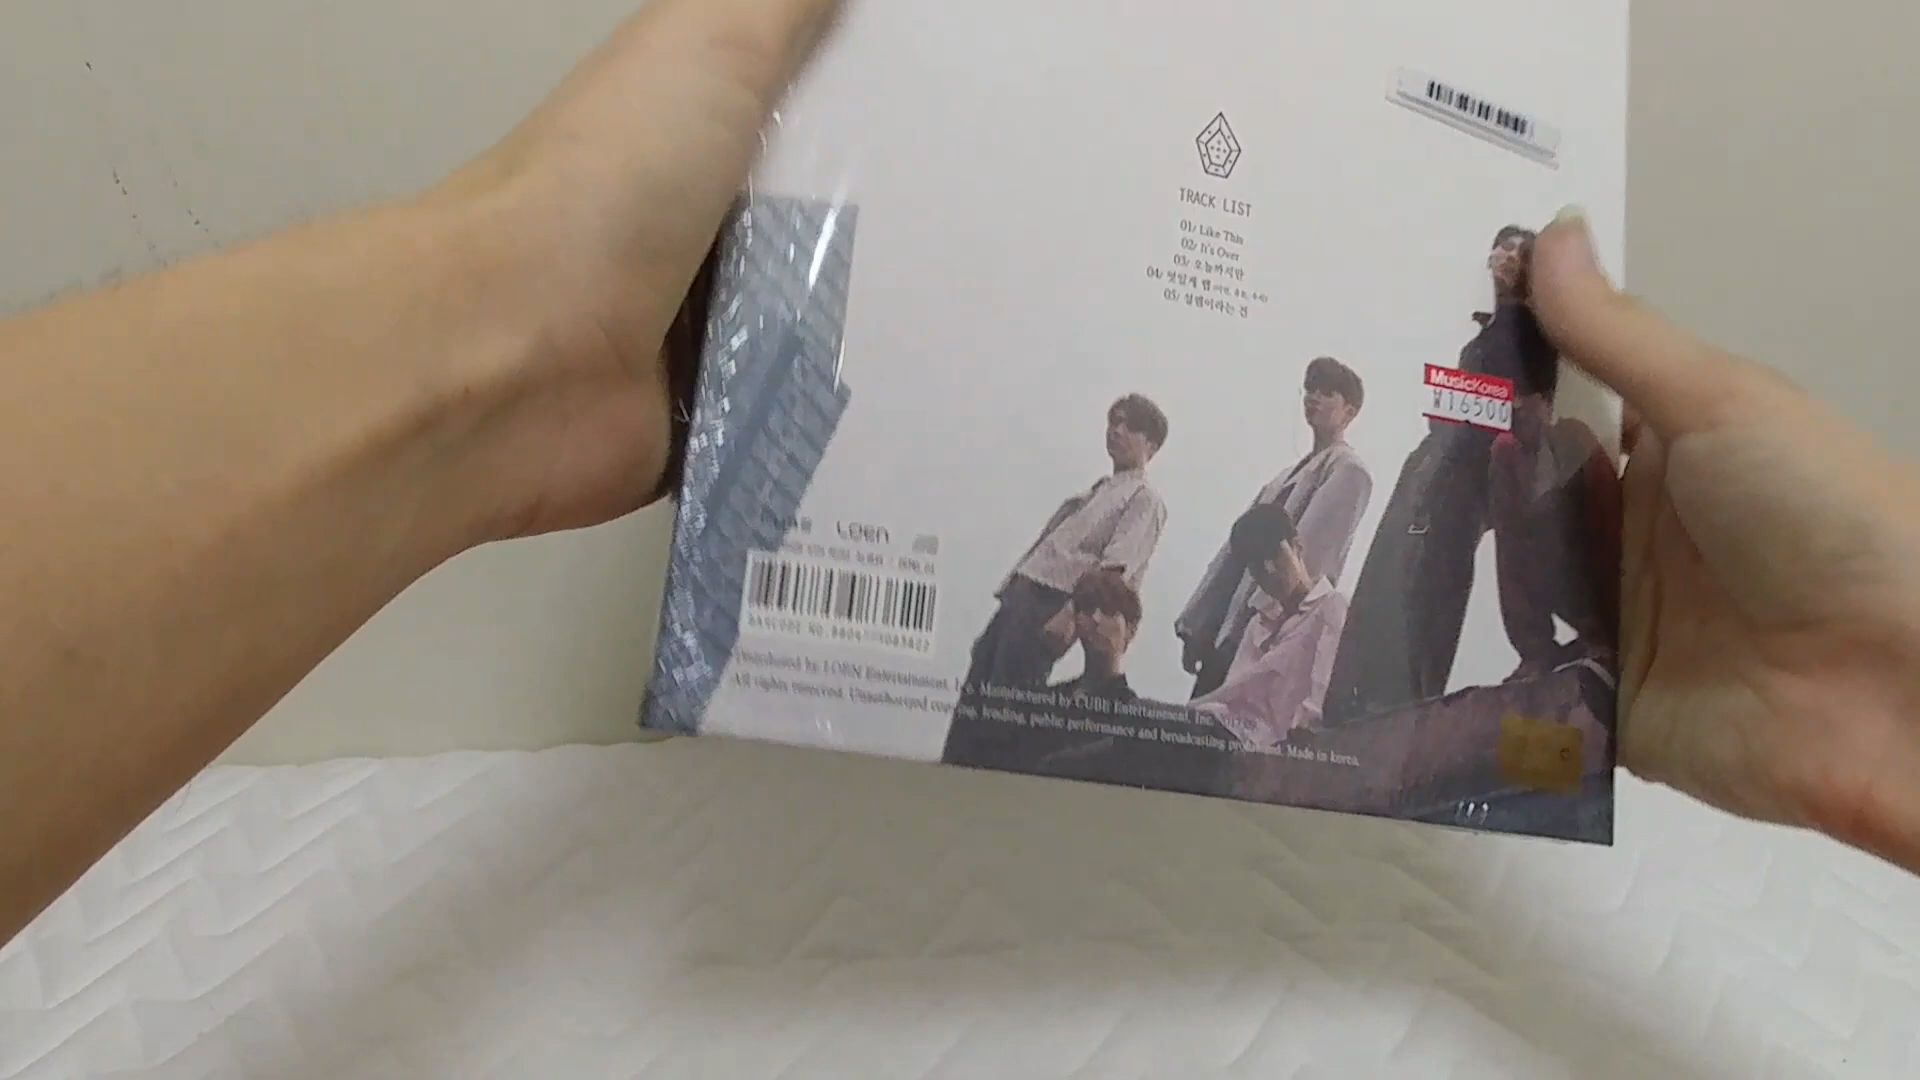 TRACK LIST
01/ Like This
02/ It's Over
03/ 오늘까지만
04/ 멋있게 랩
05/ 설렘이라는 건
MusicKorea
₩16500
CUBE LOEN
Distributed by LOEN Entertainment, Inc. Manufactured by CUBE Entertainment, Inc.
All rights reserved. Unauthorized copying, lending, public performance and broadcasting prohibited. Made in korea.